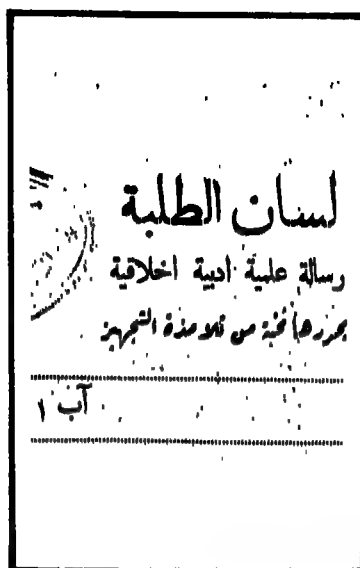 لسان الطلبة
رسالة علمية ادبية اخلاقية
يحررها نخبة من تلامذة التجهيز
آب ١